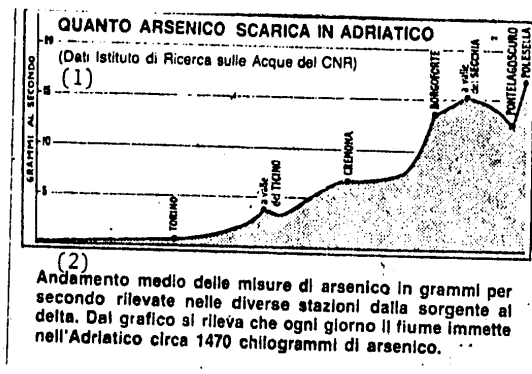 QUANTO ARSENICO SCARICA IN ADRIATICO
(Dati Istituto di Ricerca sulle Acque del CNR)
(1)
GRAMMI AL SECONDO
20
15
10
5
TORINO
a valle del TICINO
CREMONA
BORGOFORTE
a valle del SECCHIA
PONTELAGOSCURO
POLESELLA
(2)
Andamento medio delle misure di arsenico in grammi per
secondo rilevate nelle diverse stazioni dalla sorgente al
delta. Dal grafico si rileva che ogni giorno il fiume immette
nell'Adriatico circa 1470 chilogrammi di arsenico.